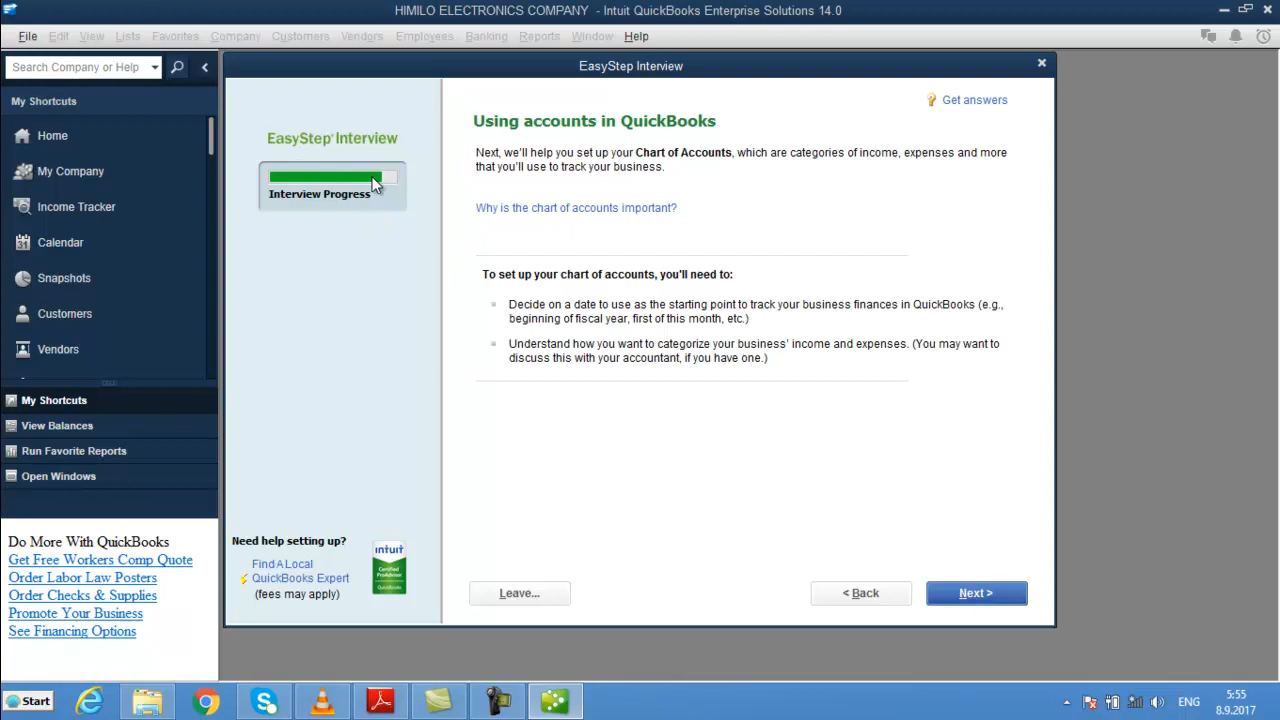 HIMILO ELECTRONICS COMPANY - Intuit QuickBooks Enterprise Solutions 14.0
File Edit View Lists Favorites Company Customers Vendors Employees Banking Reports Window Help
Search Company or Help
My Shortcuts
Home
My Company
Income Tracker
Calendar
Snapshots
Customers
Vendors
My Shortcuts
View Balances
Run Favorite Reports
Open Windows
Do More With QuickBooks
Get Free Workers Comp Quote
Order Labor Law Posters
Order Checks & Supplies
Promote Your Business
See Financing Options
EasyStep Interview
EasyStep Interview
Interview Progress
Need help setting up?
Find A Local
QuickBooks Expert
(fees may apply)
intuit
Certified
ProAdvisor
QuickBooks
Get answers
Using accounts in QuickBooks
Next, we'll help you set up your Chart of Accounts, which are categories of income, expenses and more
that you'll use to track your business.
Why is the chart of accounts important?
To set up your chart of accounts, you'll need to:
Decide on a date to use as the starting point to track your business finances in QuickBooks (e.g.,
beginning of fiscal year, first of this month, etc.)
Understand how you want to categorize your business' income and expenses. (You may want to
discuss this with your accountant, if you have one.)
Leave...
< Back
Next >
Start
ENG
5:55
8.9.2017